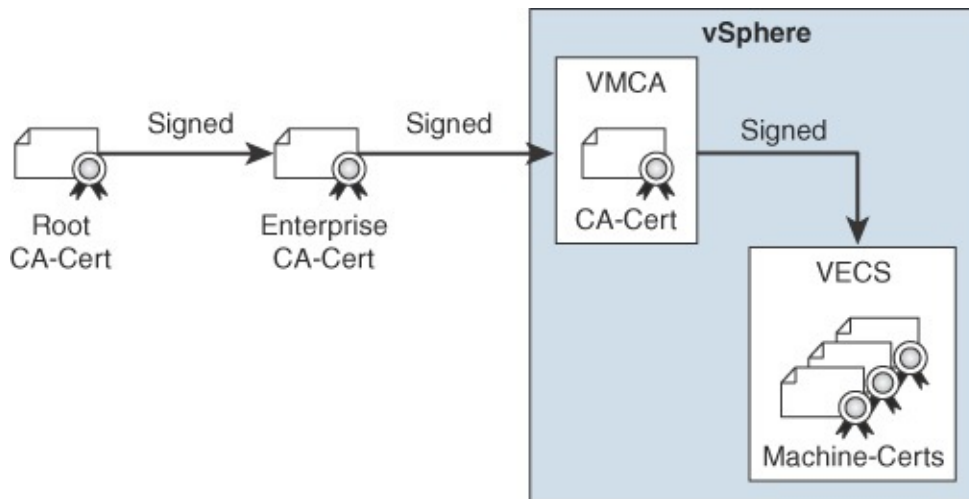 vSphere
VMCA
Signed
Signed
Signed
CA-Cert
Root
CA-Cert
Enterprise
CA-Cert
VECS
Machine-Certs